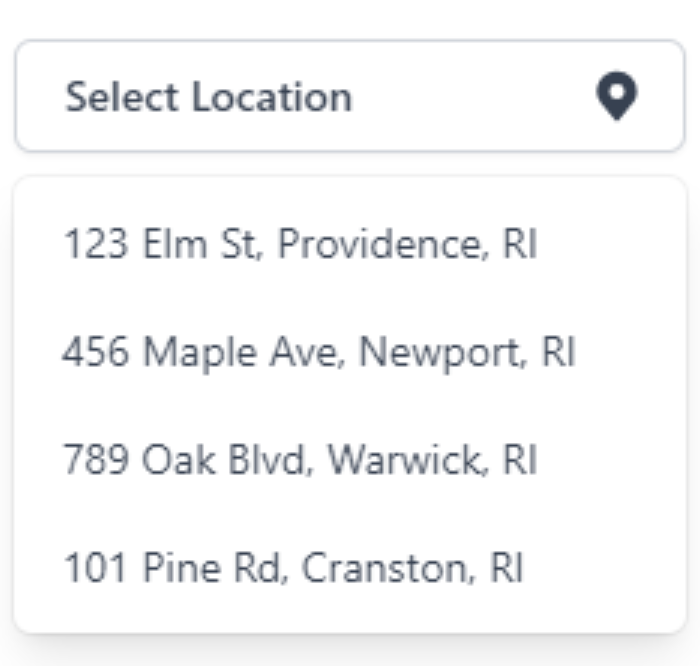 Select Location
123 Elm St, Providence, RI
456 Maple Ave, Newport, RI
789 Oak Blvd, Warwick, RI
101 Pine Rd, Cranston, RI